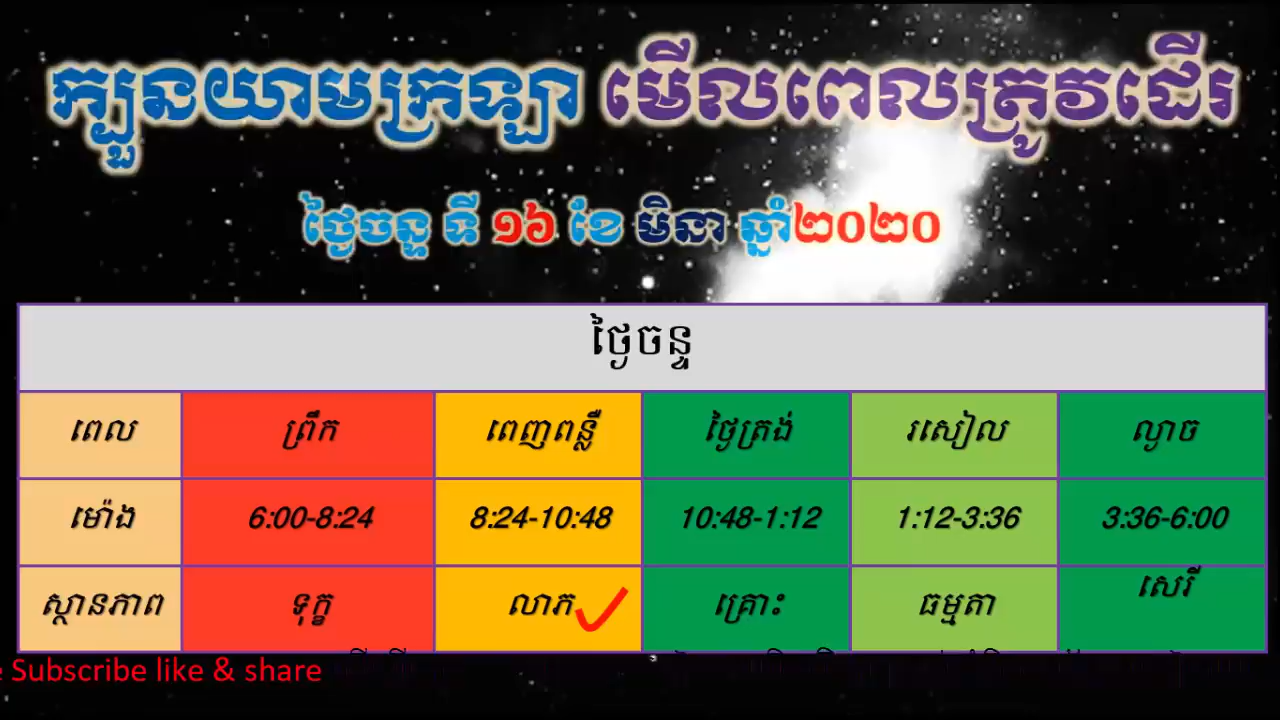 ក្បួនយាមក្រឡា មើលពេលត្រូវដើរ
ថ្ងៃចន្ទ ទី ១៦ ខែ មិនា ឆ្នាំ២០២០
ថ្ងៃចន្ទ
ពេល ព្រឹក ពេញពន្លឺ ថ្ងៃត្រង់ រសៀល ល្ងាច
ម៉ោង 6:00-8:24 8:24-10:48 10:48-1:12 1:12-3:36 3:36-6:00
ស្ថានភាព ទុក្ខ លាភ គ្រោះ ធម្មតា សេរី
Subscribe like & share